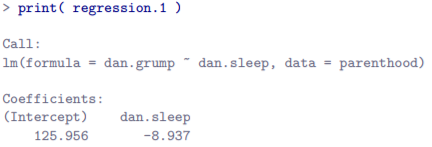 > print( regression.1 )
Call:
lm(formula = dan.grump ~ dan.sleep, data = parenthood)
Coefficients:
(Intercept) dan.sleep
125.956 -8.937